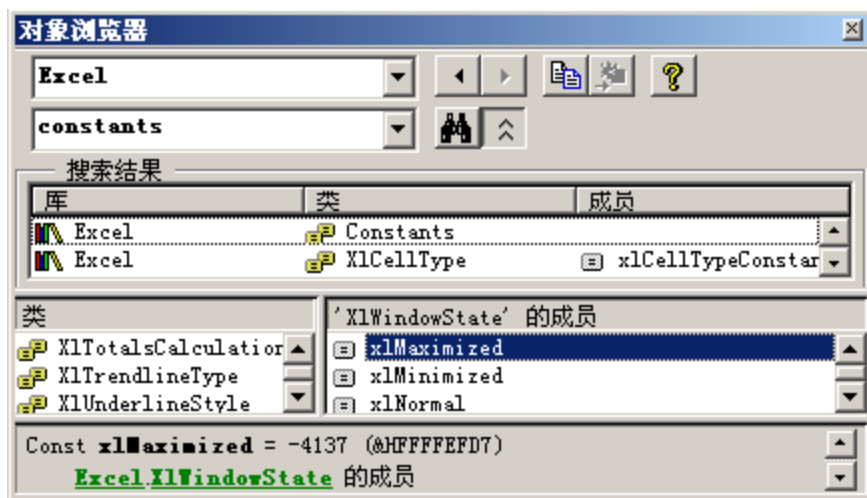 对象浏览器
Excel
constants
搜索结果
库 类 成员
Excel Constants
Excel XlCellType xlCellTypeConstar
类 'XlWindowState' 的成员
XlTotalsCalculation xlMaximized
XlTrendlineType xlMinimized
XlUnderlineStyle xlNormal
Const xlMaximized = -4137 (&HFFFFEFD7)
Excel.XlWindowState 的成员